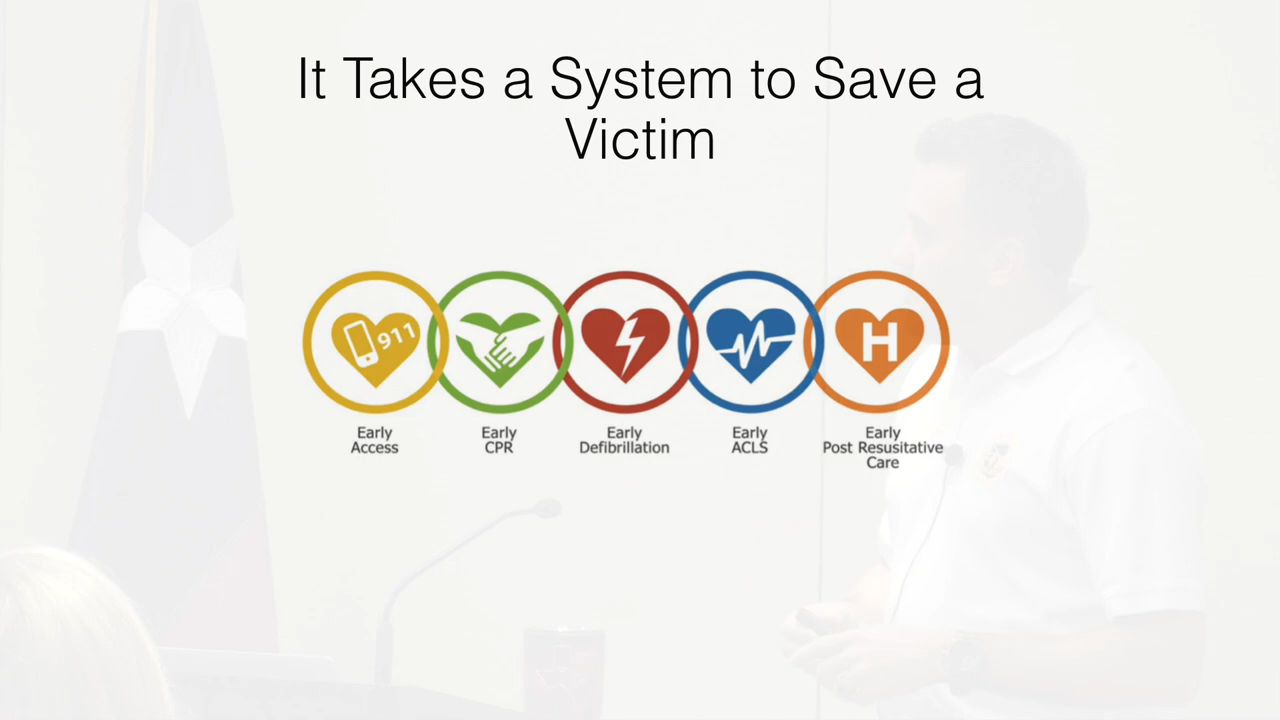 It Takes a System to Save a
Victim
911
H
Early
Access
Early
CPR
Early
Defibrillation
Early
ACLS
Early
Post Resusitative
Care